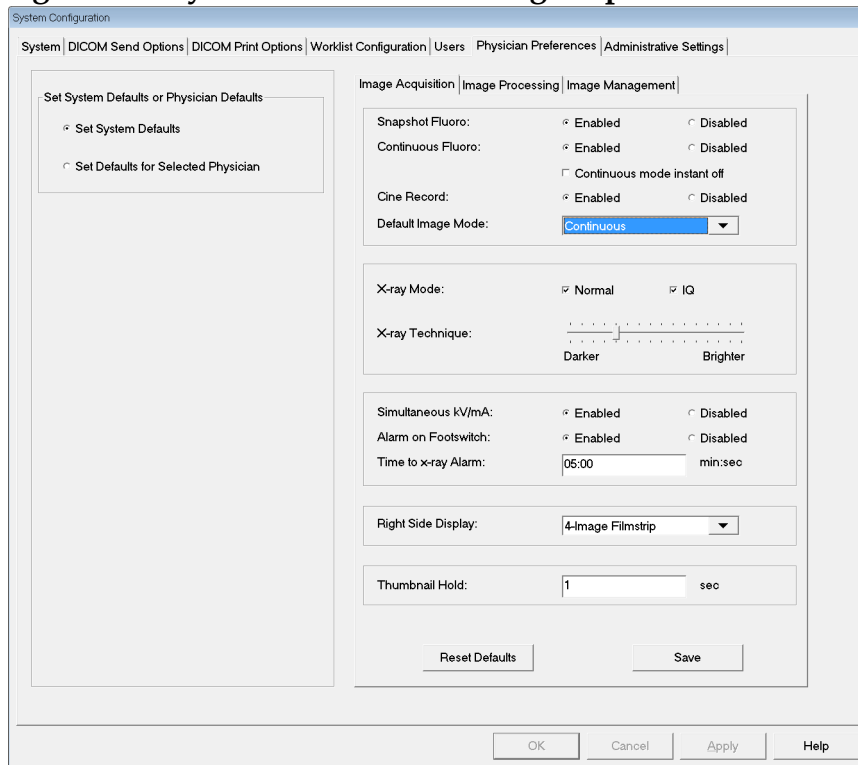 System Configuration
System DICOM Send Options DICOM Print Options Worklist Configuration Users Physician Preferences Administrative Settings
Set System Defaults or Physician Defaults
Set System Defaults
Set Defaults for Selected Physician
Image Acquisition Image Processing Image Management
Snapshot Fluoro: Enabled Disabled
Continuous Fluoro: Enabled Disabled
Continuous mode instant off
Cine Record: Enabled Disabled
Default Image Mode: Continuous
X-ray Mode: Normal IQ
X-ray Technique:
Darker Brighter
Simultaneous kV/mA: Enabled Disabled
Alarm on Footswitch: Enabled Disabled
Time to x-ray Alarm: 05:00 min:sec
Right Side Display: 4-Image Filmstrip
Thumbnail Hold: 1 sec
Reset Defaults Save
OK Cancel Apply Help